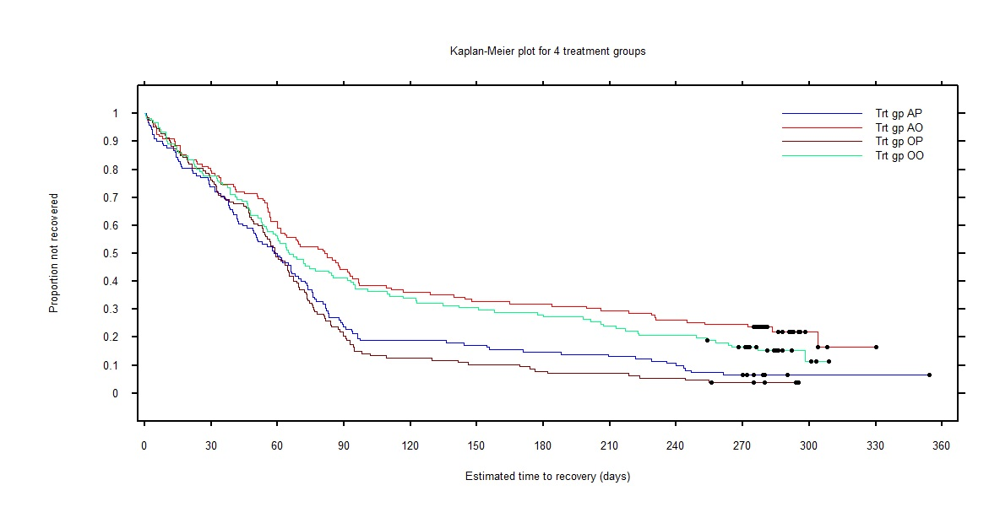 Kaplan-Meier plot for 4 treatment groups
Trt gp AP
Trt gp AO
Trt gp OP
Trt gp OO
Proportion not recovered
1
0.9
0.8
0.7
0.6
0.5
0.4
0.3
0.2
0.1
0
0 30 60 90 120 150 180 210 240 270 300 330 360
Estimated time to recovery (days)